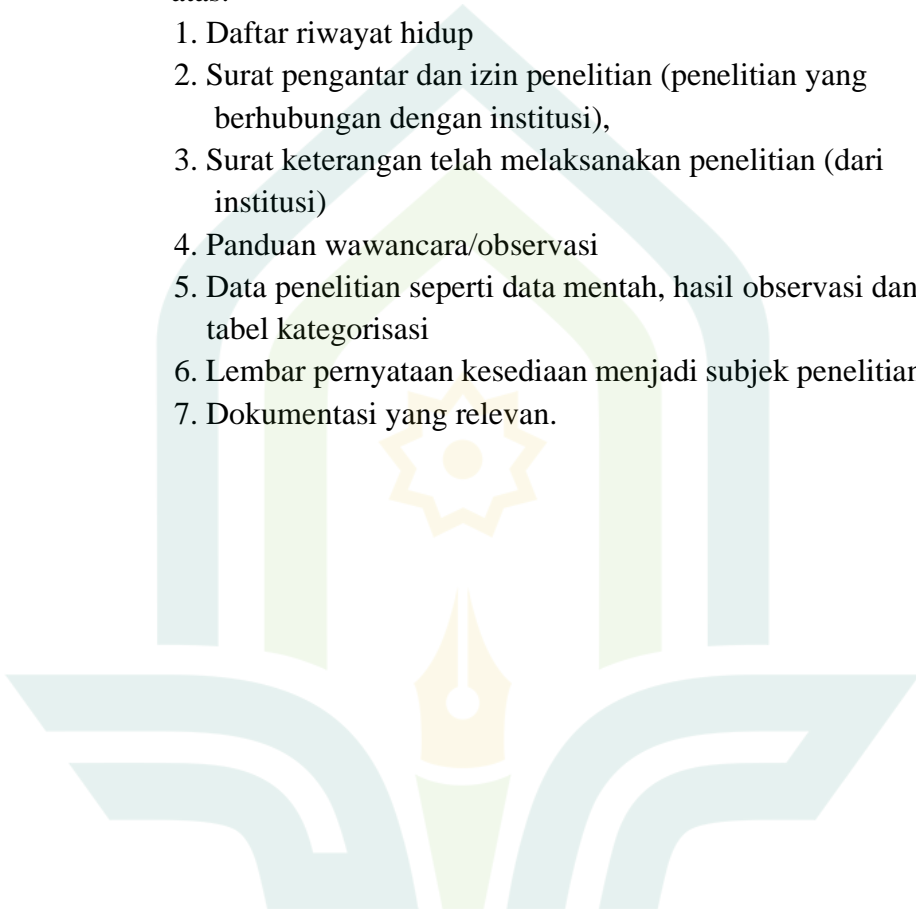 1. Daftar riwayat hidup
2. Surat pengantar dan izin penelitian (penelitian yang
berhubungan dengan institusi),
3. Surat keterangan telah melaksanakan penelitian (dari
institusi)
4. Panduan wawancara/observasi
5. Data penelitian seperti data mentah, hasil observasi dan
tabel kategorisasi
6. Lembar pernyataan kesediaan menjadi subjek penelitian
7. Dokumentasi yang relevan.